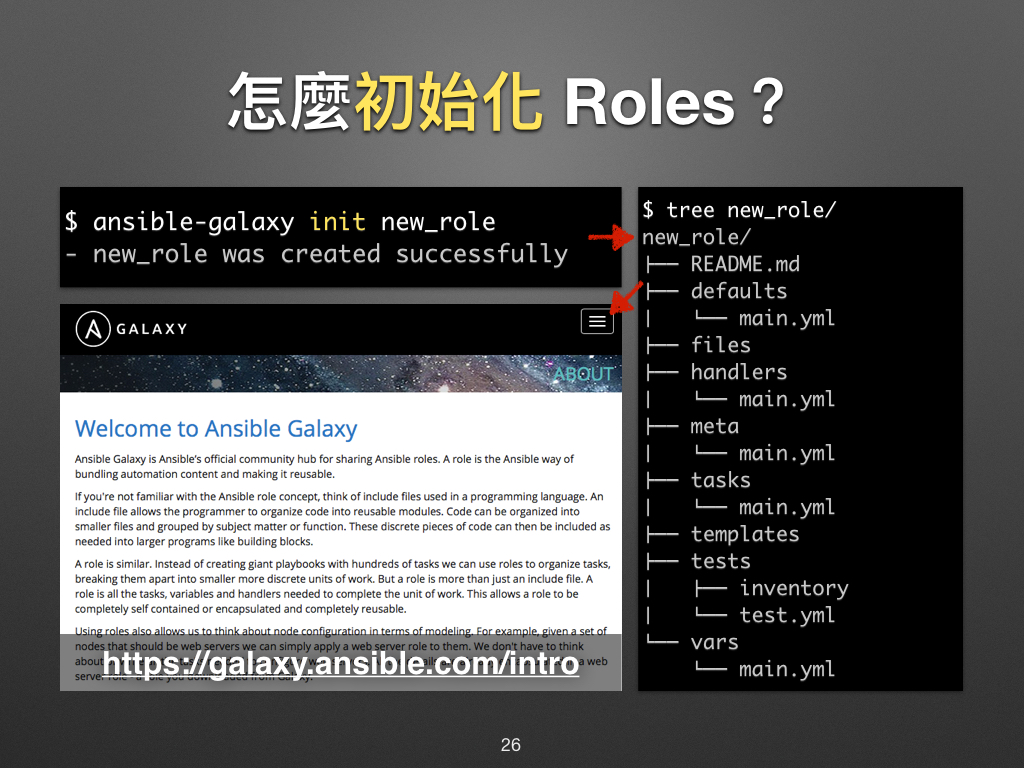 怎麼初始化 Roles？
$ ansible-galaxy init new_role
- new_role was created successfully
GALAXY
ABOUT
Welcome to Ansible Galaxy
Ansible Galaxy is Ansible's official community hub for sharing Ansible roles. A role is the Ansible way of
bundling automation content and making it reusable.
If you're not familiar with the Ansible role concept, think of include files used in a programming language. An
include file allows the programmer to organize code into reusable modules. Code can be organized into
smaller files and grouped by subject matter or function. These discrete pieces of code can then be included as
needed into larger programs like building blocks.
A role is similar. Instead of creating giant playbooks with hundreds of tasks we can use roles to organize tasks,
breaking them apart into smaller more discrete units of work. But a role is more than just an include file. A
role is all the tasks, variables and handlers needed to complete the unit of work. This allows a role to be
completely self contained or encapsulated and completely reusable.
Using roles also allows us to think about node configuration in terms of modeling. For example, given a set of
nodes that should be web servers we can simply apply a web server role to them. We don't have to think
about
https://galaxy.ansible.com/intro
$ tree new_role/
new_role/
├── README.md
├── defaults
│   └── main.yml
├── files
├── handlers
│   └── main.yml
├── meta
│   └── main.yml
├── tasks
│   └── main.yml
├── templates
├── tests
│   ├── inventory
│   └── test.yml
└── vars
    └── main.yml
26